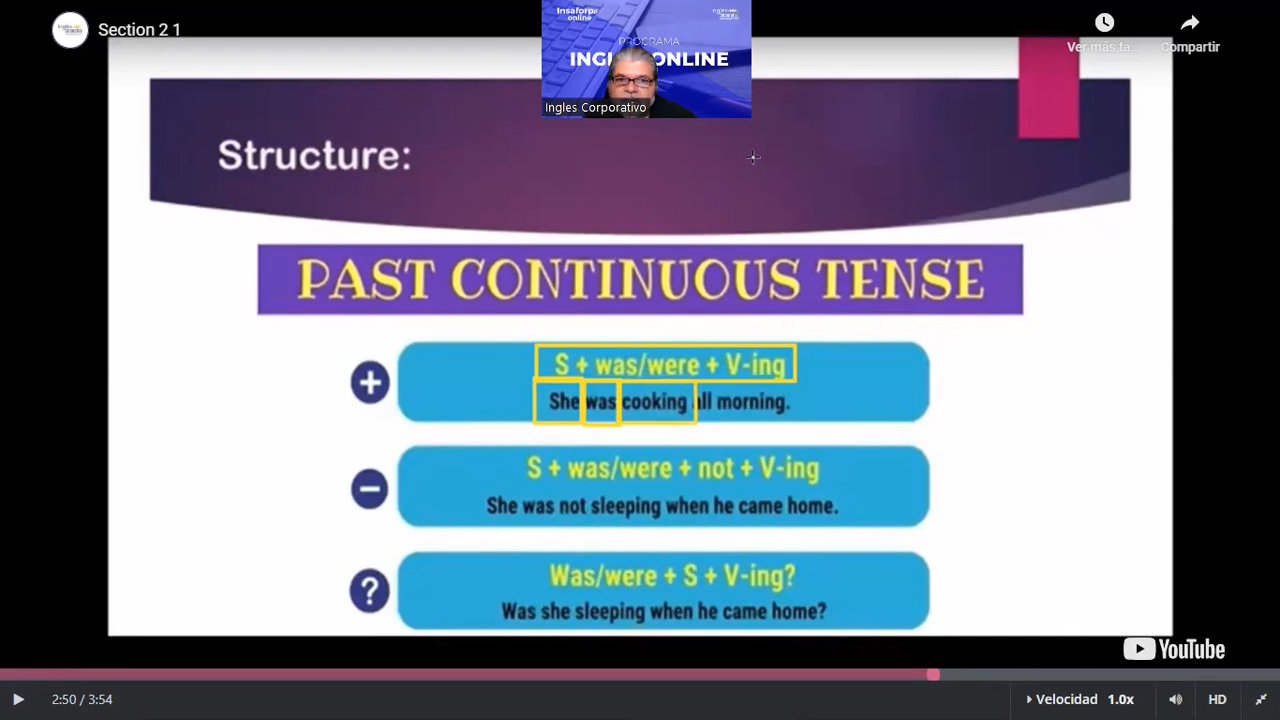 Section 2 1
Insaforp
online
PROGRAMA
INGLES ONLINE
Ingles Corporativo
Ver más ta...
Compartir
Structure:
PAST CONTINUOUS TENSE
+
S + was/were + V-ing
She was cooking all morning.
−
S + was/were + not + V-ing
She was not sleeping when he came home.
?
Was/were + S + V-ing?
Was she sleeping when he came home?
YouTube
2:50 / 3:54
Velocidad 1.0x
HD